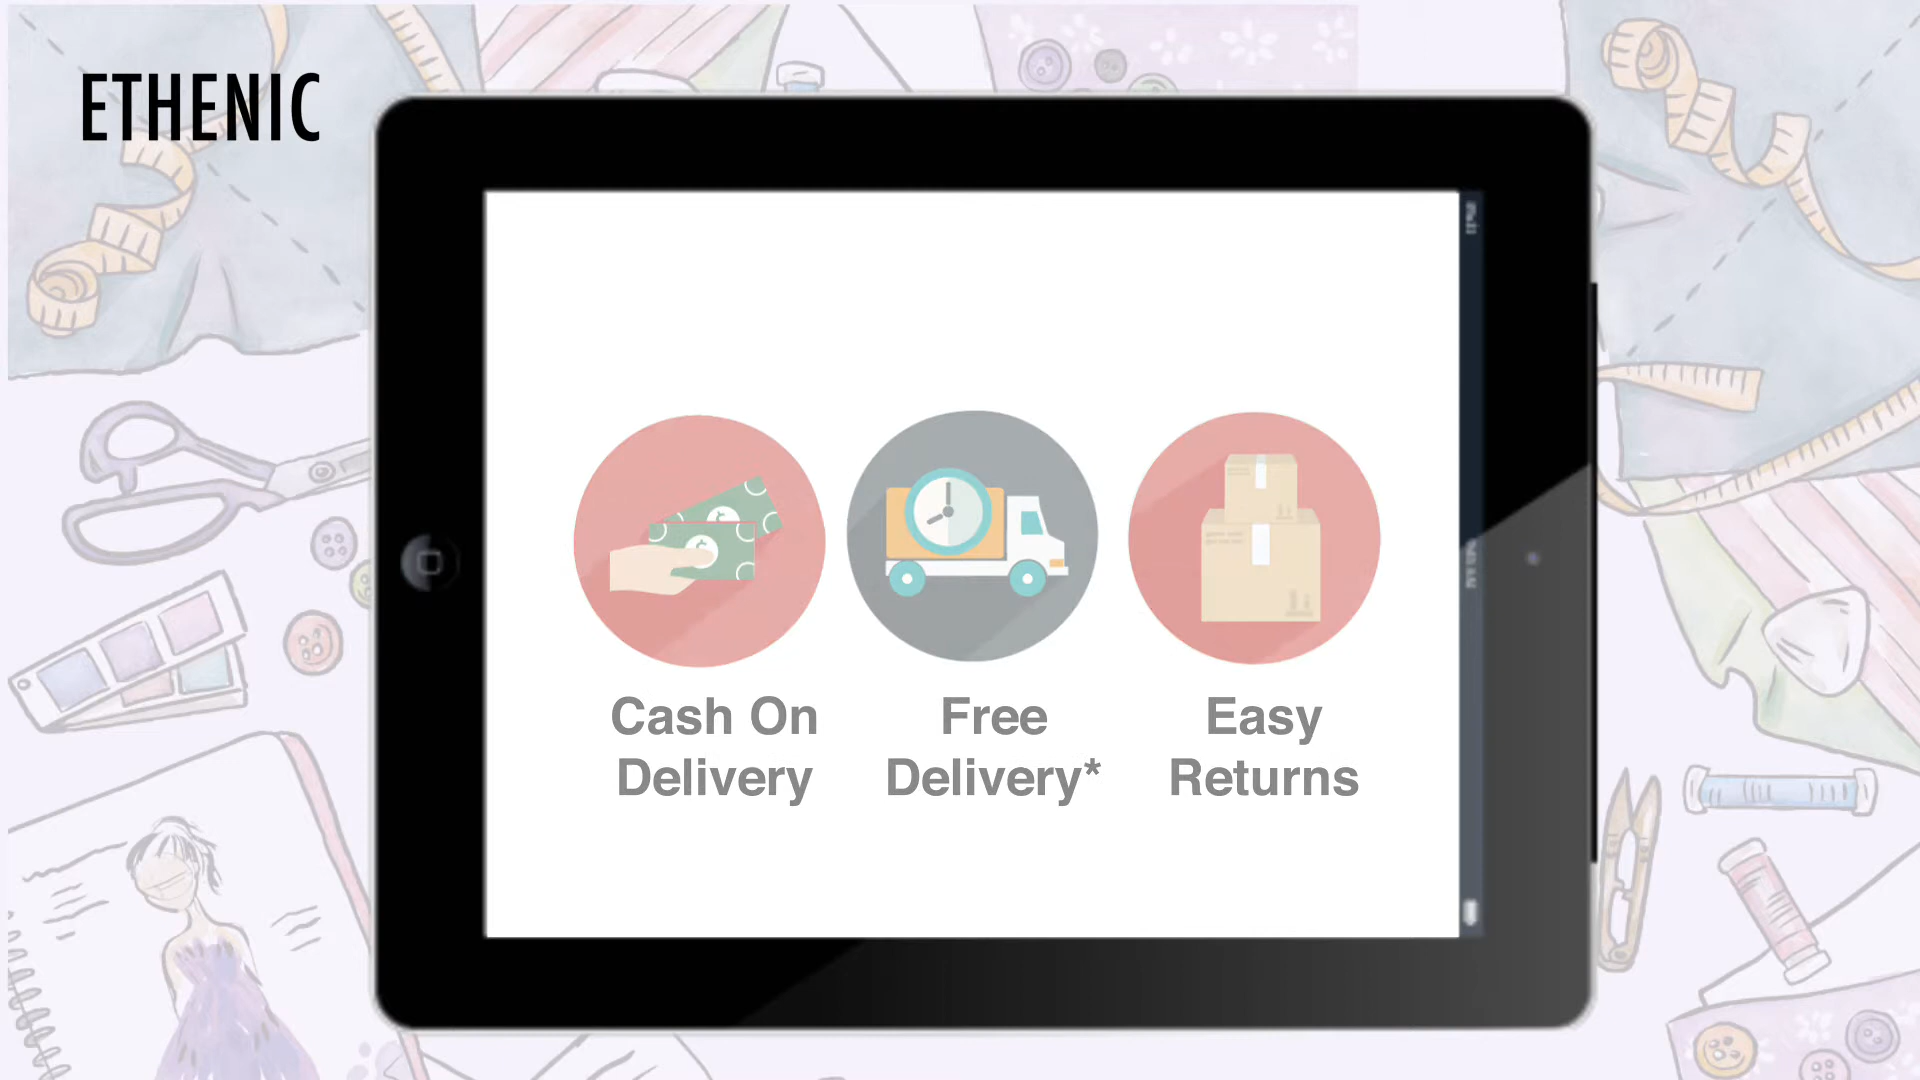 ETHENIC
Cash On
Delivery
Free
Delivery*
Easy
Returns